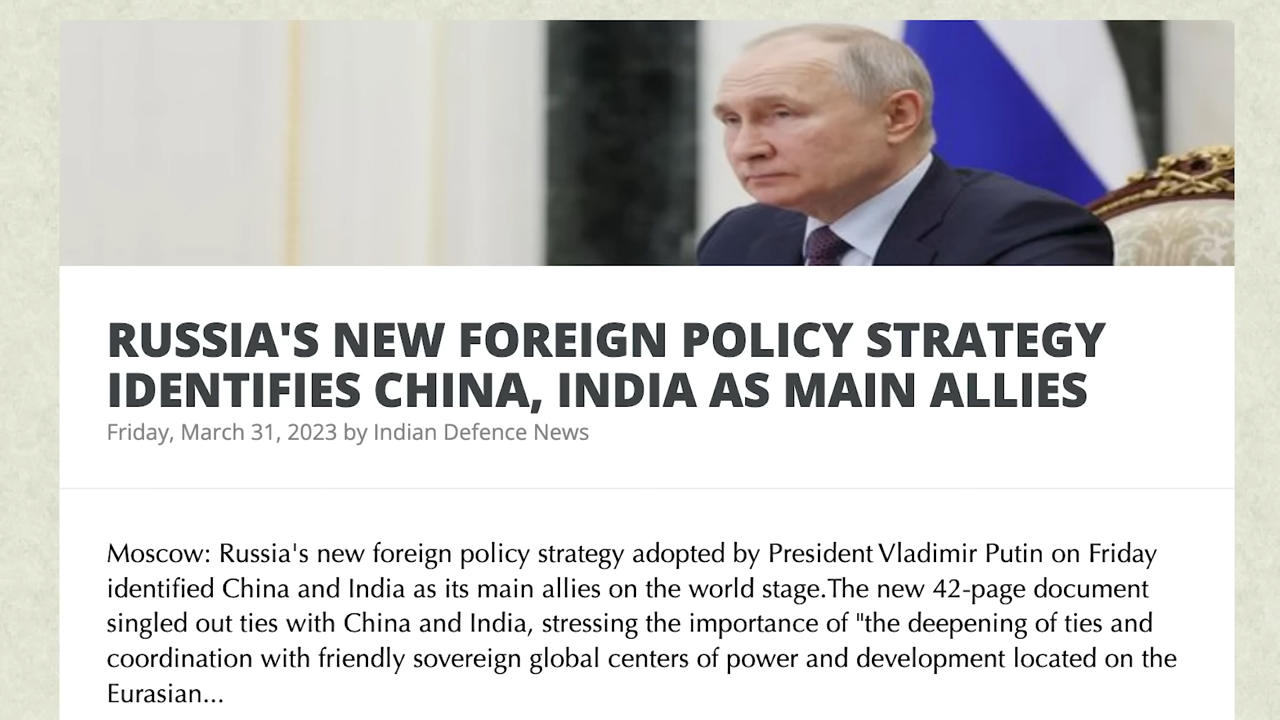 RUSSIA'S NEW FOREIGN POLICY STRATEGY
IDENTIFIES CHINA, INDIA AS MAIN ALLIES
Friday, March 31, 2023 by Indian Defence News
Moscow: Russia's new foreign policy strategy adopted by President Vladimir Putin on Friday
identified China and India as its main allies on the world stage.The new 42-page document
singled out ties with China and India, stressing the importance of "the deepening of ties and
coordination with friendly sovereign global centers of power and development located on the
Eurasian...